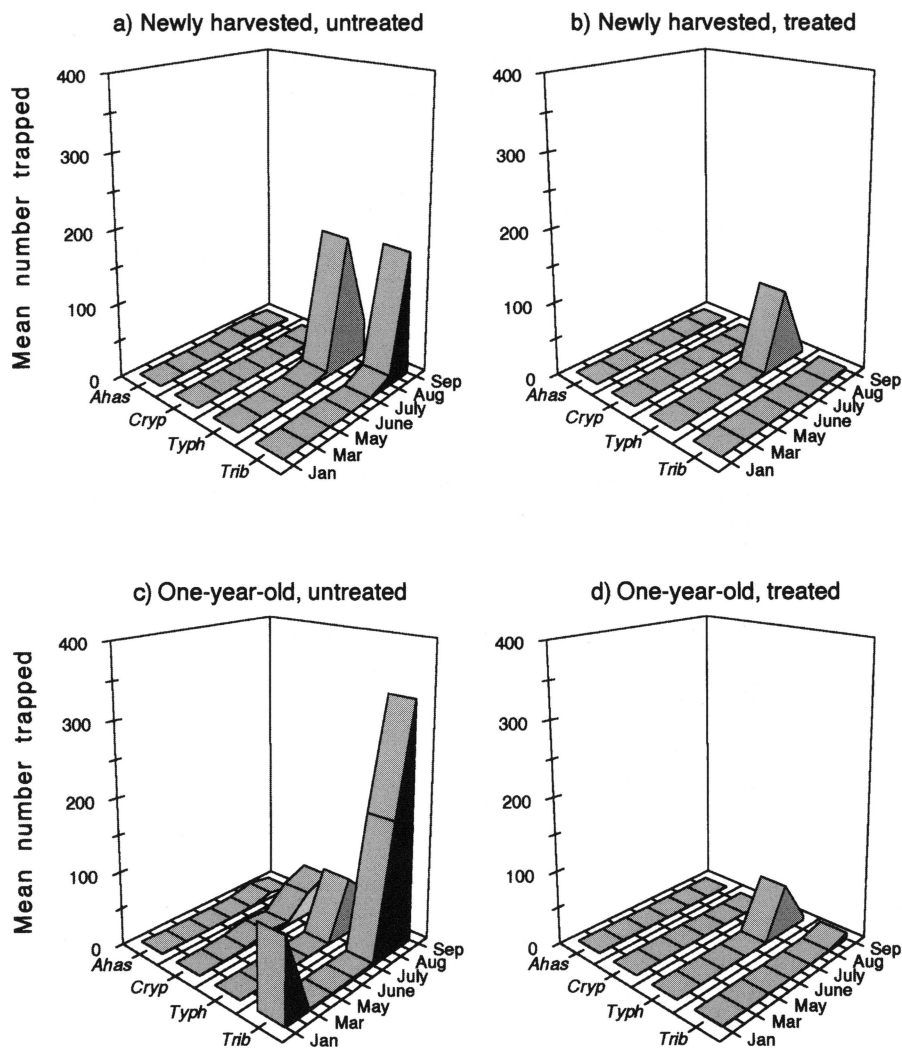 a) Newly harvested, untreated
Mean number trapped
400
300
200
100
0
Ahas
Cryp
Typh
Trib
Jan
Mar
May
June
July
Aug
Sep
b) Newly harvested, treated
400
300
200
100
0
Ahas
Cryp
Typh
Trib
Jan
Mar
May
June
July
Aug
Sep
c) One-year-old, untreated
Mean number trapped
400
300
200
100
0
Ahas
Cryp
Typh
Trib
Jan
Mar
May
June
July
Aug
Sep
d) One-year-old, treated
400
300
200
100
0
Ahas
Cryp
Typh
Trib
Jan
Mar
May
June
July
Aug
Sep